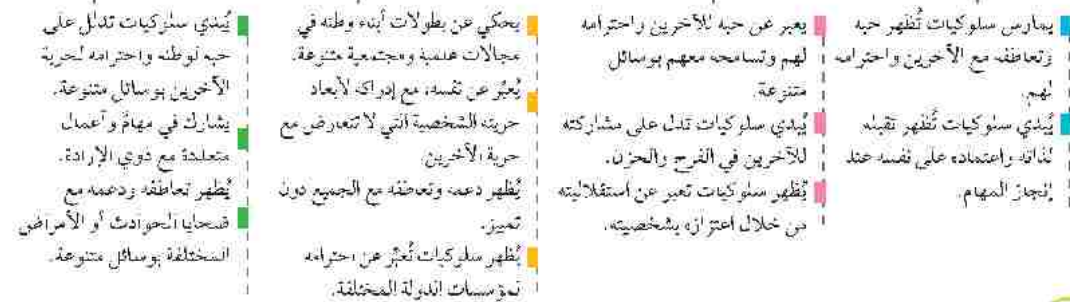 يمارس سلوكيات تُظهر حبه
وتعاطفه مع الآخرين واحترامه
لهم.
يُبدي سلوكيات تُظهر تقبله
لذاته واعتماده على نفسه عند
إنجاز المهام.
يعبر عن حبه للآخرين واحترامه
لهم وتسامحه معهم بوسائل
متنوعة.
يُبدي سلوكيات تدل على مشاركته
للآخرين في الفرح والحزن.
يُظهر سلوكيات تعبر عن استقلاليته
من خلال اعتزازه بشخصيته.
يحكي عن بطولات أبناء وطنه في
مجالات علمية ومجتمعية متنوعة.
يُعبّر عن نفسه، مع إدراكه لأبعاد
حريته الشخصية التي لا تتعارض مع
حرية الآخرين
يُظهر دعمه وتعاطفه مع الجميع دون
تمييز.
يُظهر سلوكيات تُعبّر عن احترامه
لمؤسسات الدولة المختلفة.
يُبدي سلوكيات تدلل على
حبه لوطنه واحترامه لحرية
الآخرين بوسائل متنوعة.
يشارك في مهامّ وأعمال
متعددة مع ذوي الإرادة.
يُظهر تعاطفه ودعمه مع
ضحايا الحوادث أو الأمراض
المختلفة بوسائل متنوعة.